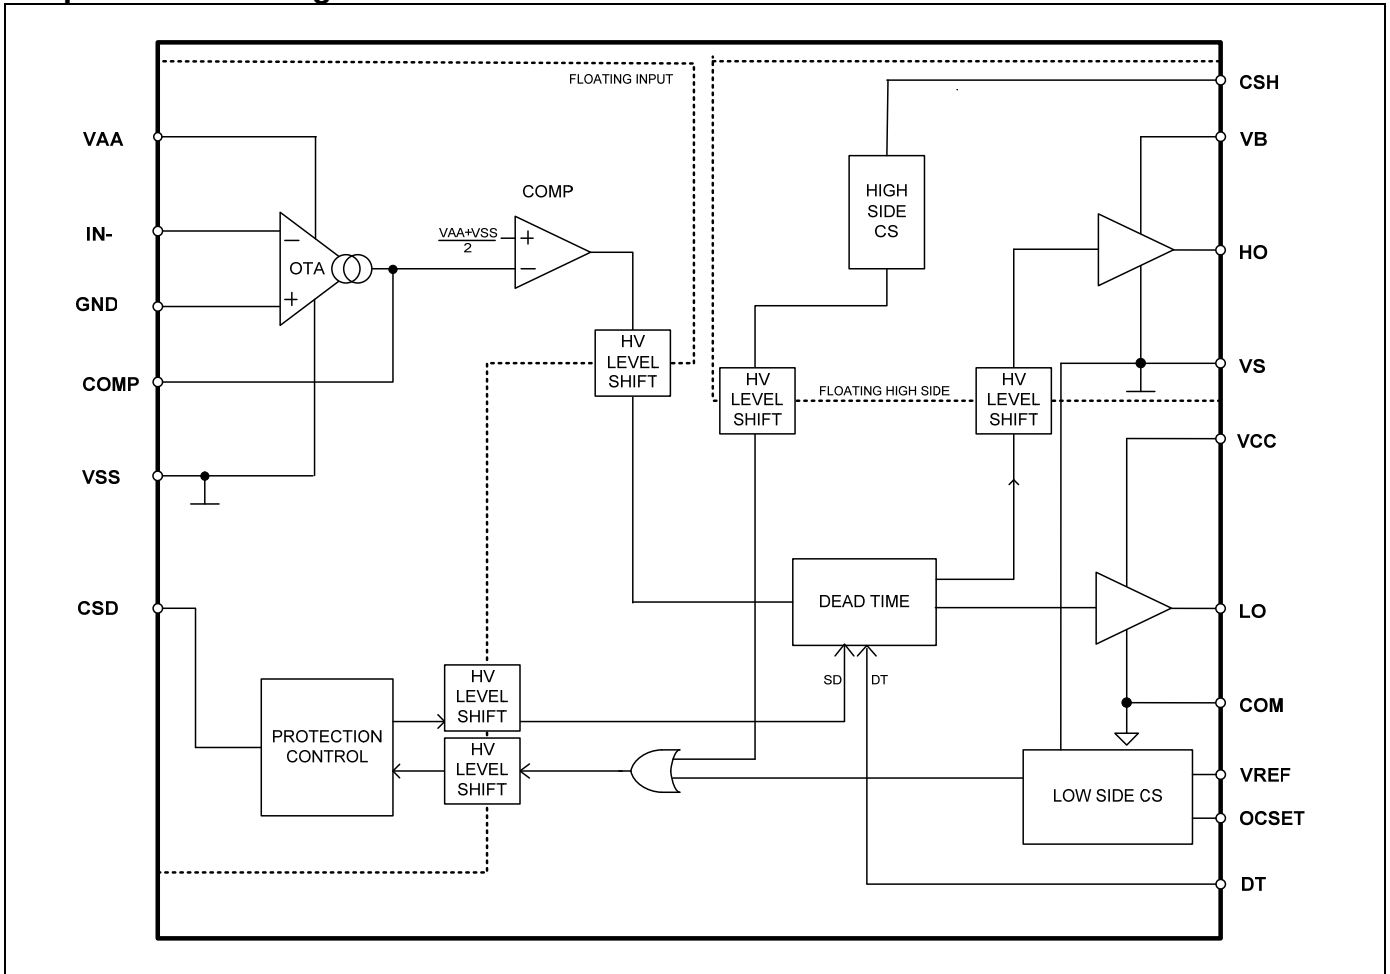 FLOATING INPUT
CSH
VAA
VB
COMP
HIGH
SIDE
CS
IN-
VAA+VSS
2
+
−
−
OTA
+
HO
GND
HV
LEVEL
SHIFT
COMP
HV
LEVEL
SHIFT
FLOATING HIGH SIDE
HV
LEVEL
SHIFT
VS
VCC
VSS
CSD
DEAD TIME
LO
SD
DT
HV
LEVEL
SHIFT
COM
PROTECTION
CONTROL
HV
LEVEL
SHIFT
LOW SIDE CS
VREF
OCSET
DT